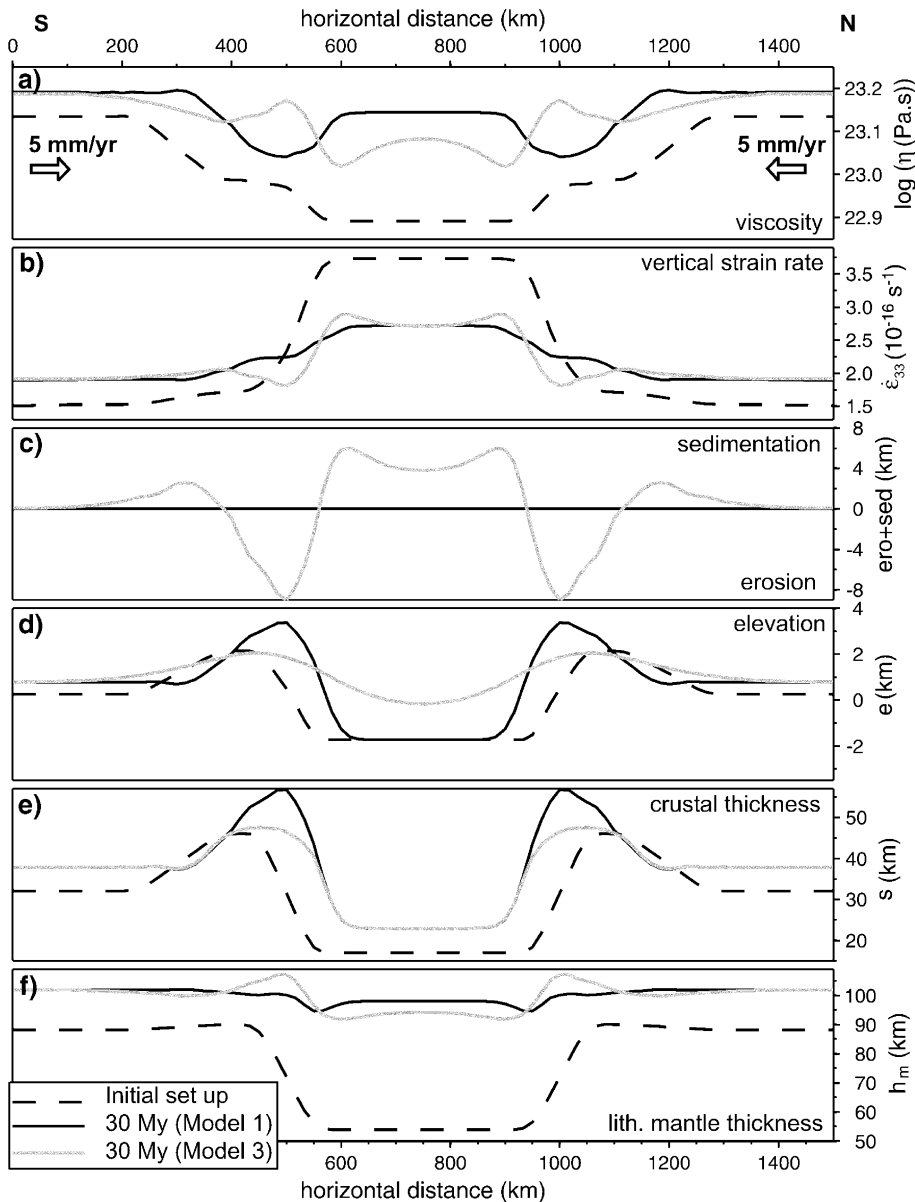 horizontal distance (km)
S N
0 200 400 600 800 1000 1200 1400
a)
23.2
23.1
23.0
22.9
log (η (Pa.s)
5 mm/yr
5 mm/yr
viscosity
b)
vertical strain rate
3.5
3.0
2.5
2.0
1.5
ε̇33 (10-16 s-1)
c)
sedimentation
8
4
0
-4
-8
ero+sed (km)
erosion
d)
elevation
4
2
0
-2
e (km)
e)
crustal thickness
50
40
30
20
s (km)
f)
100
90
80
70
60
50
hm (km)
lith. mantle thickness
Initial set up
30 My (Model 1)
30 My (Model 3)
600 800 1000 1200 1400
horizontal distance (km)